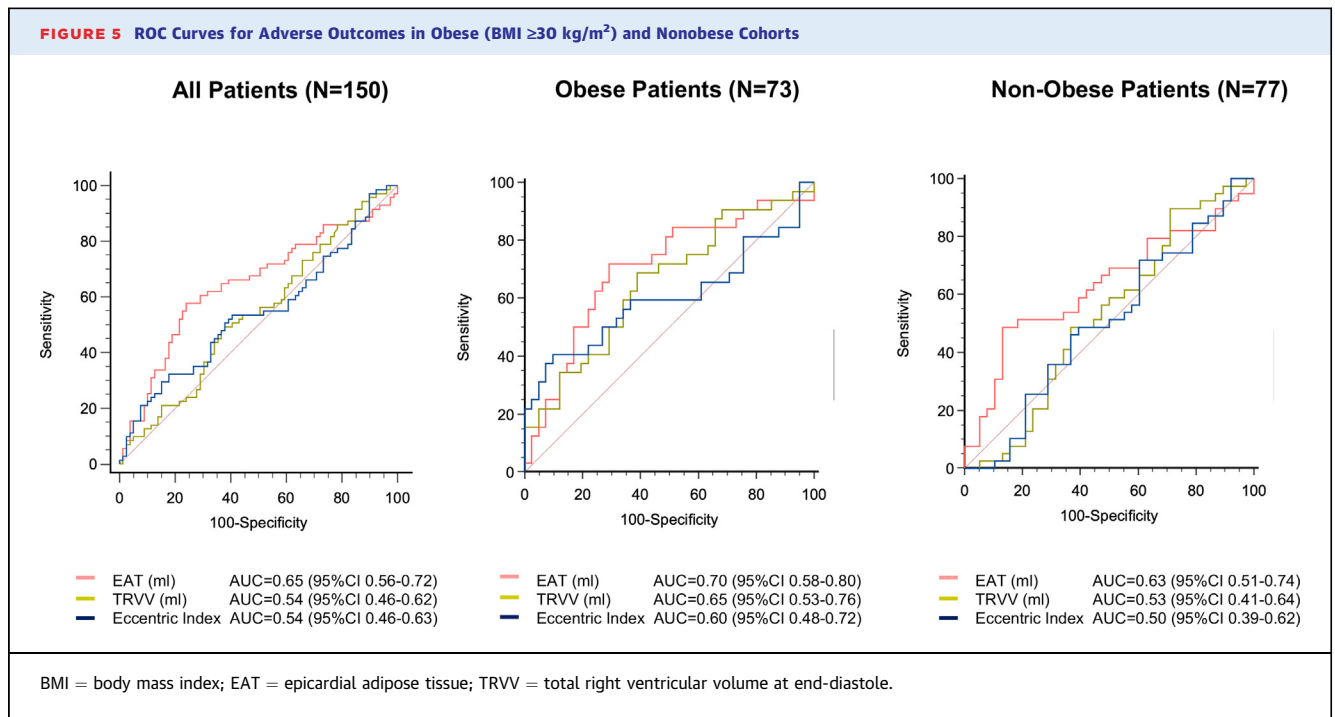 FIGURE 5 ROC Curves for Adverse Outcomes in Obese (BMI ≥30 kg/m²) and Nonobese Cohorts
All Patients (N=150)
100
80
60
40
20
0
Sensitivity
0 20 40 60 80 100
100-Specificity
EAT (ml) AUC=0.65 (95%CI 0.56-0.72)
TRVV (ml) AUC=0.54 (95%CI 0.46-0.62)
Eccentric Index AUC=0.54 (95%CI 0.46-0.63)
Obese Patients (N=73)
100
80
60
40
20
0
Sensitivity
0 20 40 60 80 100
100-Specificity
EAT (ml) AUC=0.70 (95%CI 0.58-0.80)
TRVV (ml) AUC=0.65 (95%CI 0.53-0.76)
Eccentric Index AUC=0.60 (95%CI 0.48-0.72)
Non-Obese Patients (N=77)
100
80
60
40
20
0
Sensitivity
0 20 40 60 80 100
100-Specificity
EAT (ml) AUC=0.63 (95%CI 0.51-0.74)
TRVV (ml) AUC=0.53 (95%CI 0.41-0.64)
Eccentric Index AUC=0.50 (95%CI 0.39-0.62)
BMI = body mass index; EAT = epicardial adipose tissue; TRVV = total right ventricular volume at end-diastole.